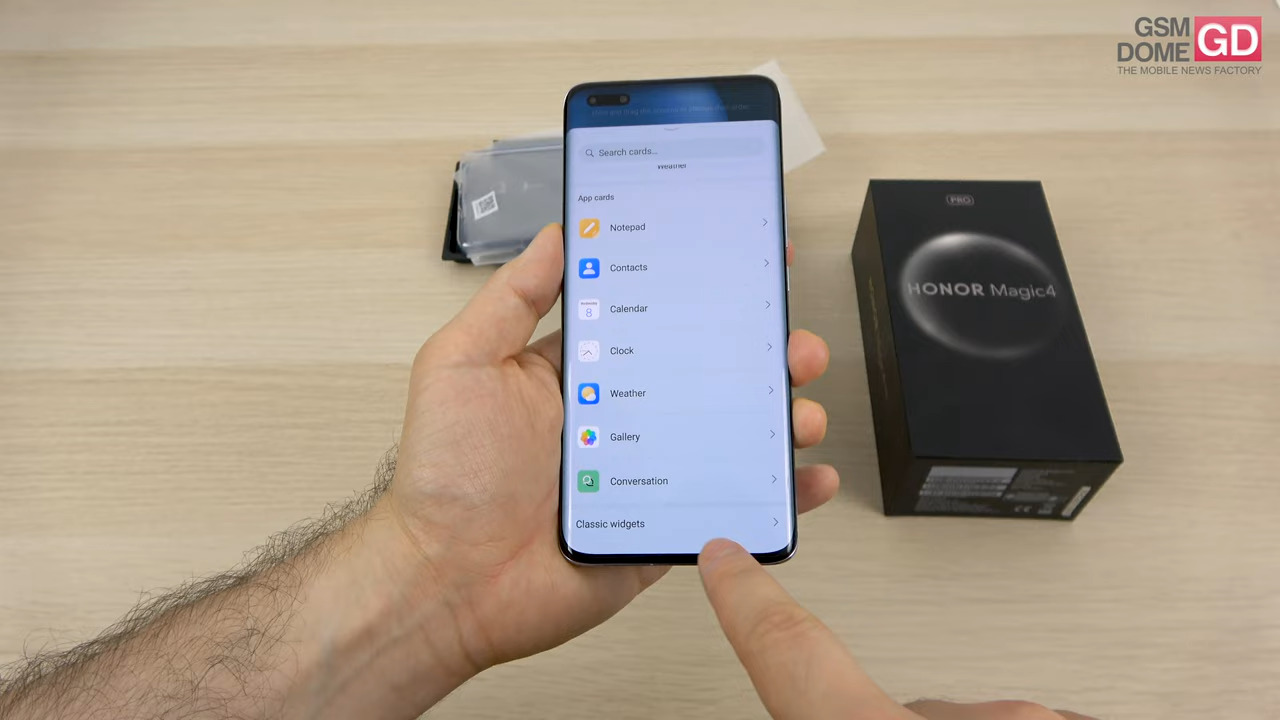 GSM
DOME
GD
THE MOBILE NEWS FACTORY
Search cards...
Weather
App cards
Notepad
Contacts
8
Calendar
Clock
Weather
Gallery
Conversation
Classic widgets
PRO
HONOR Magic4